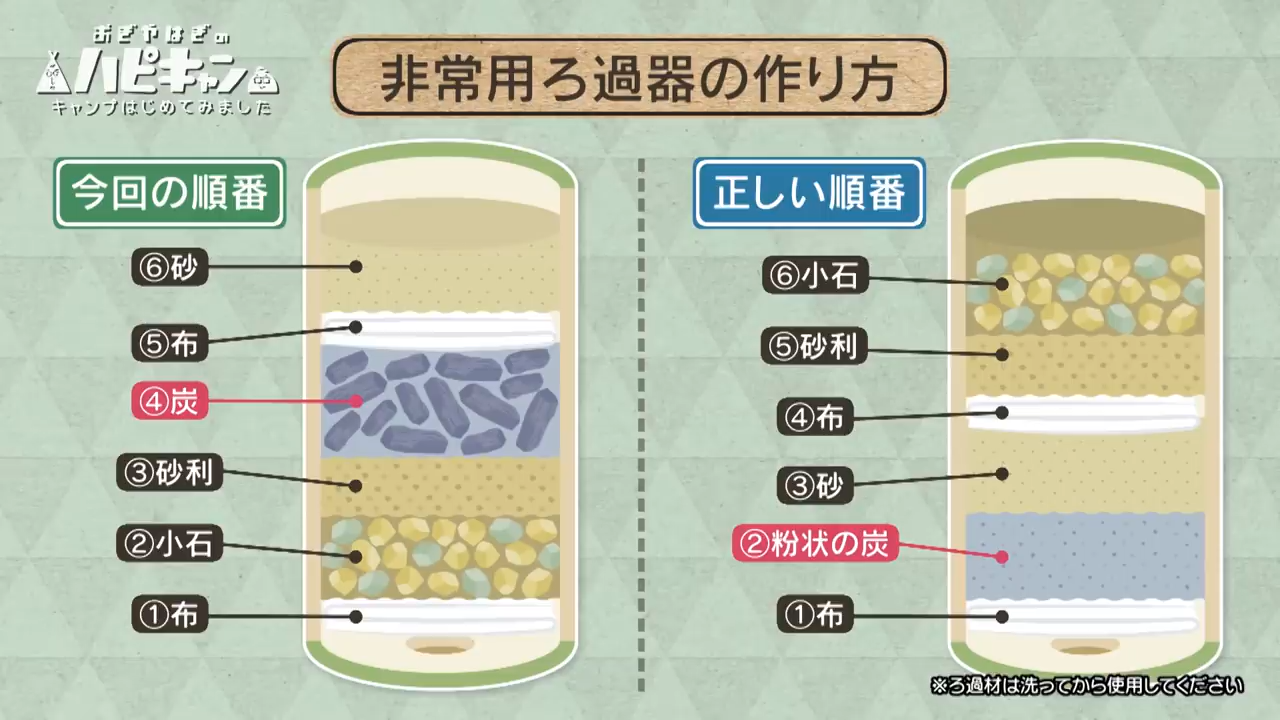 おぎやはぎの
ハピキャン
キャンプはじめてみました
非常用ろ過器の作り方
今回の順番
⑥砂
⑤布
④炭
③砂利
②小石
①布
正しい順番
⑥小石
⑤砂利
④布
③砂
②粉状の炭
①布
※ろ過材は洗ってから使用してください